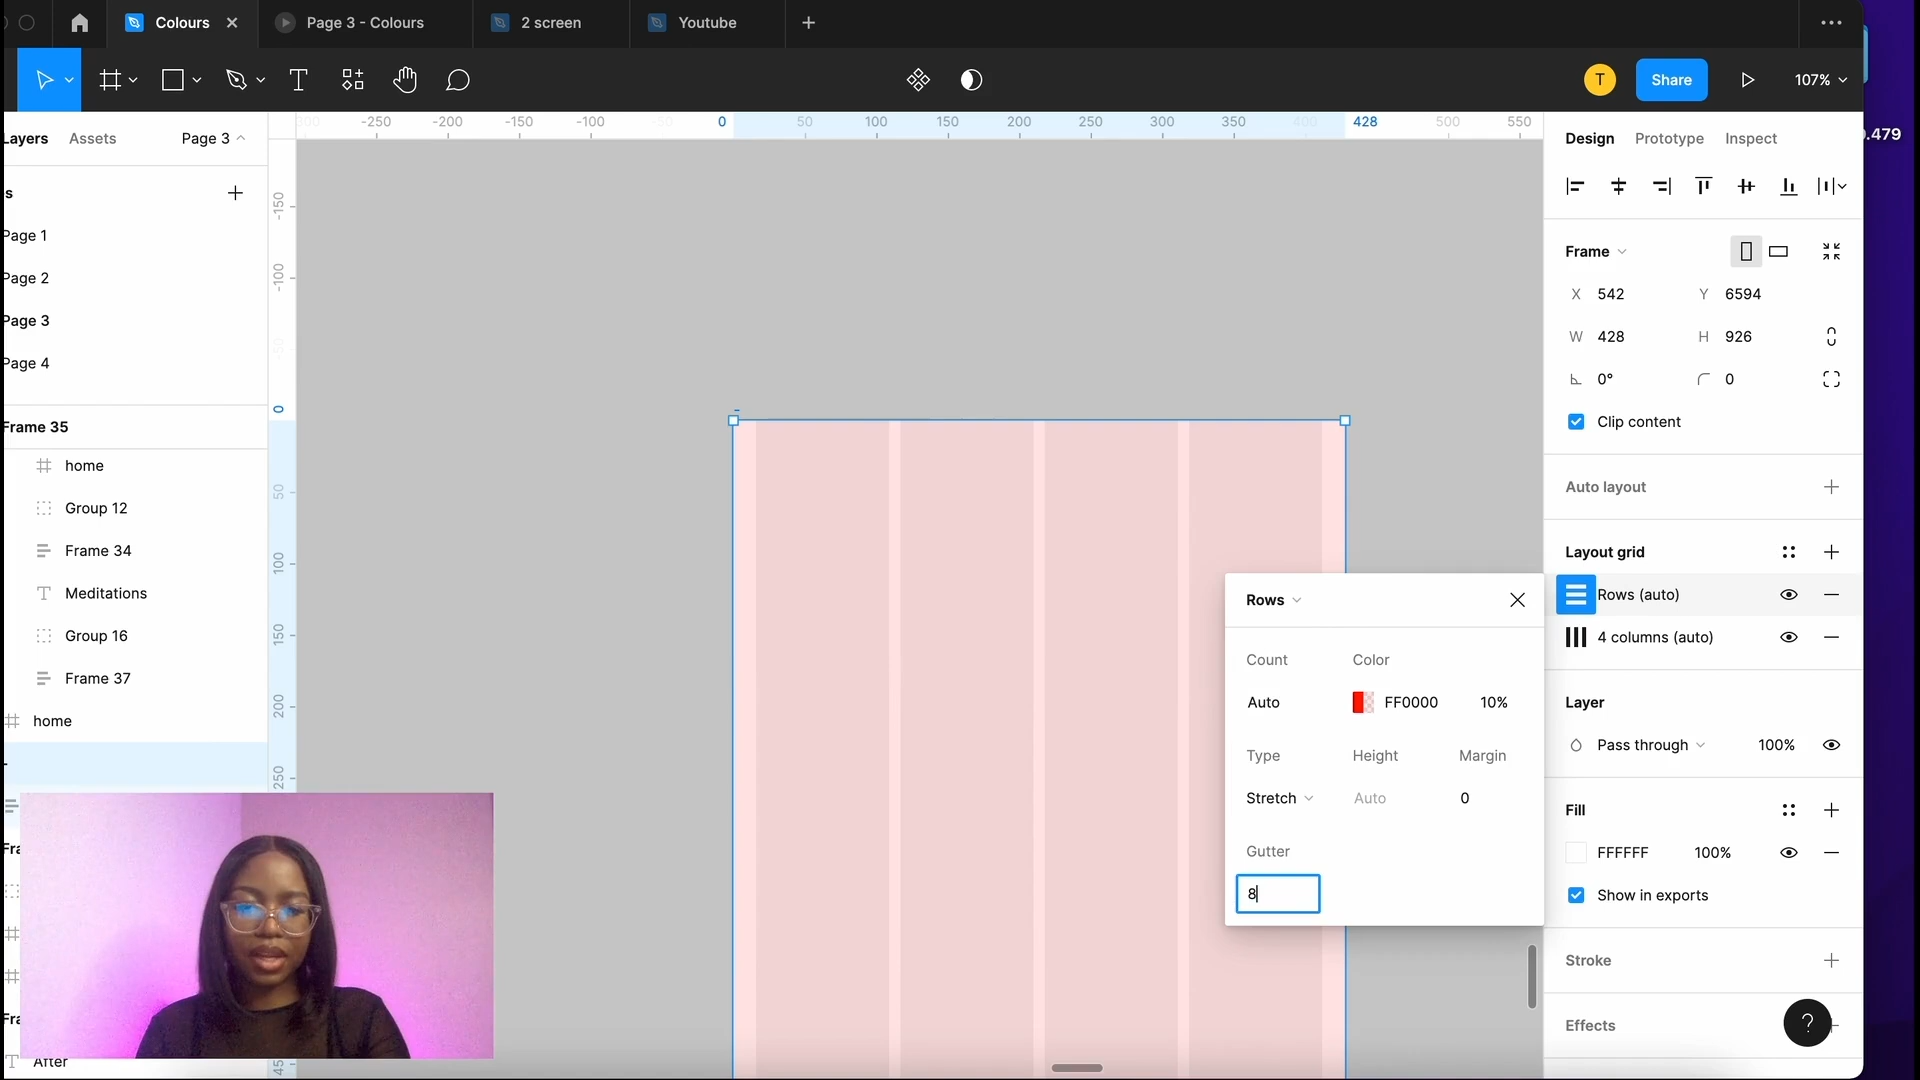 Colours
Page 3 - Colours
2 screen
Youtube
T
Share
107%
Layers
Assets
Page 3
-250
-200
-150
-100
-50
0
50
100
150
200
250
300
350
400
428
500
550
Design
Prototype
Inspect
.479
s
Page 1
Page 2
Page 3
Page 4
Frame 35
home
Group 12
Frame 34
Meditations
Group 16
Frame 37
home
-
Fra
Fra
After
-150
-100
-50
0
50
100
150
200
250
45
-
Frame
X 542
Y 6594
W 428
H 926
0°
0
Clip content
Auto layout
Layout grid
Rows (auto)
4 columns (auto)
Layer
Pass through
100%
Fill
FFFFFF
100%
Show in exports
Stroke
Effects
?
Rows
Count
Color
Auto
FF0000
10%
Type
Height
Margin
Stretch
Auto
0
Gutter
8